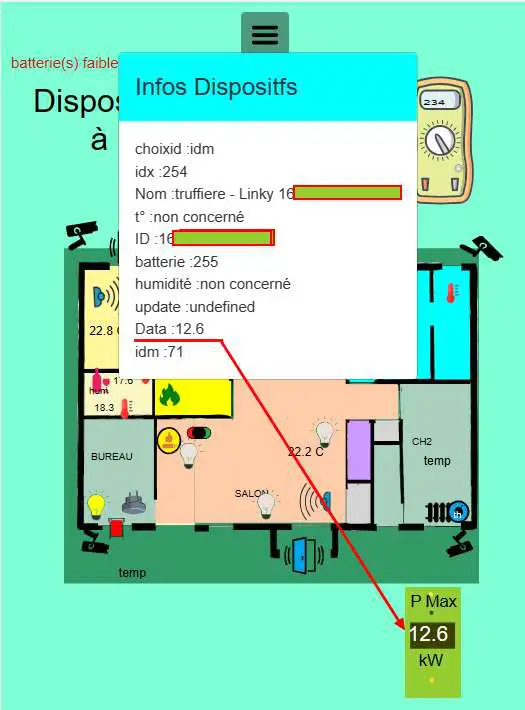 batterie(s) faible
Dispos
à
Infos Dispositfs
234
choixid :idm
idx :254
Nom :truffiere - Linky 16
t° :non concerné
ID :16
batterie :255
humidité :non concerné
update :undefined
Data :12.6
idm :71
22.8 C
17.6
hum
18.3
22.2 C
CH2
temp
BUREAU
SALON
th
temp
P Max
12.6
kW